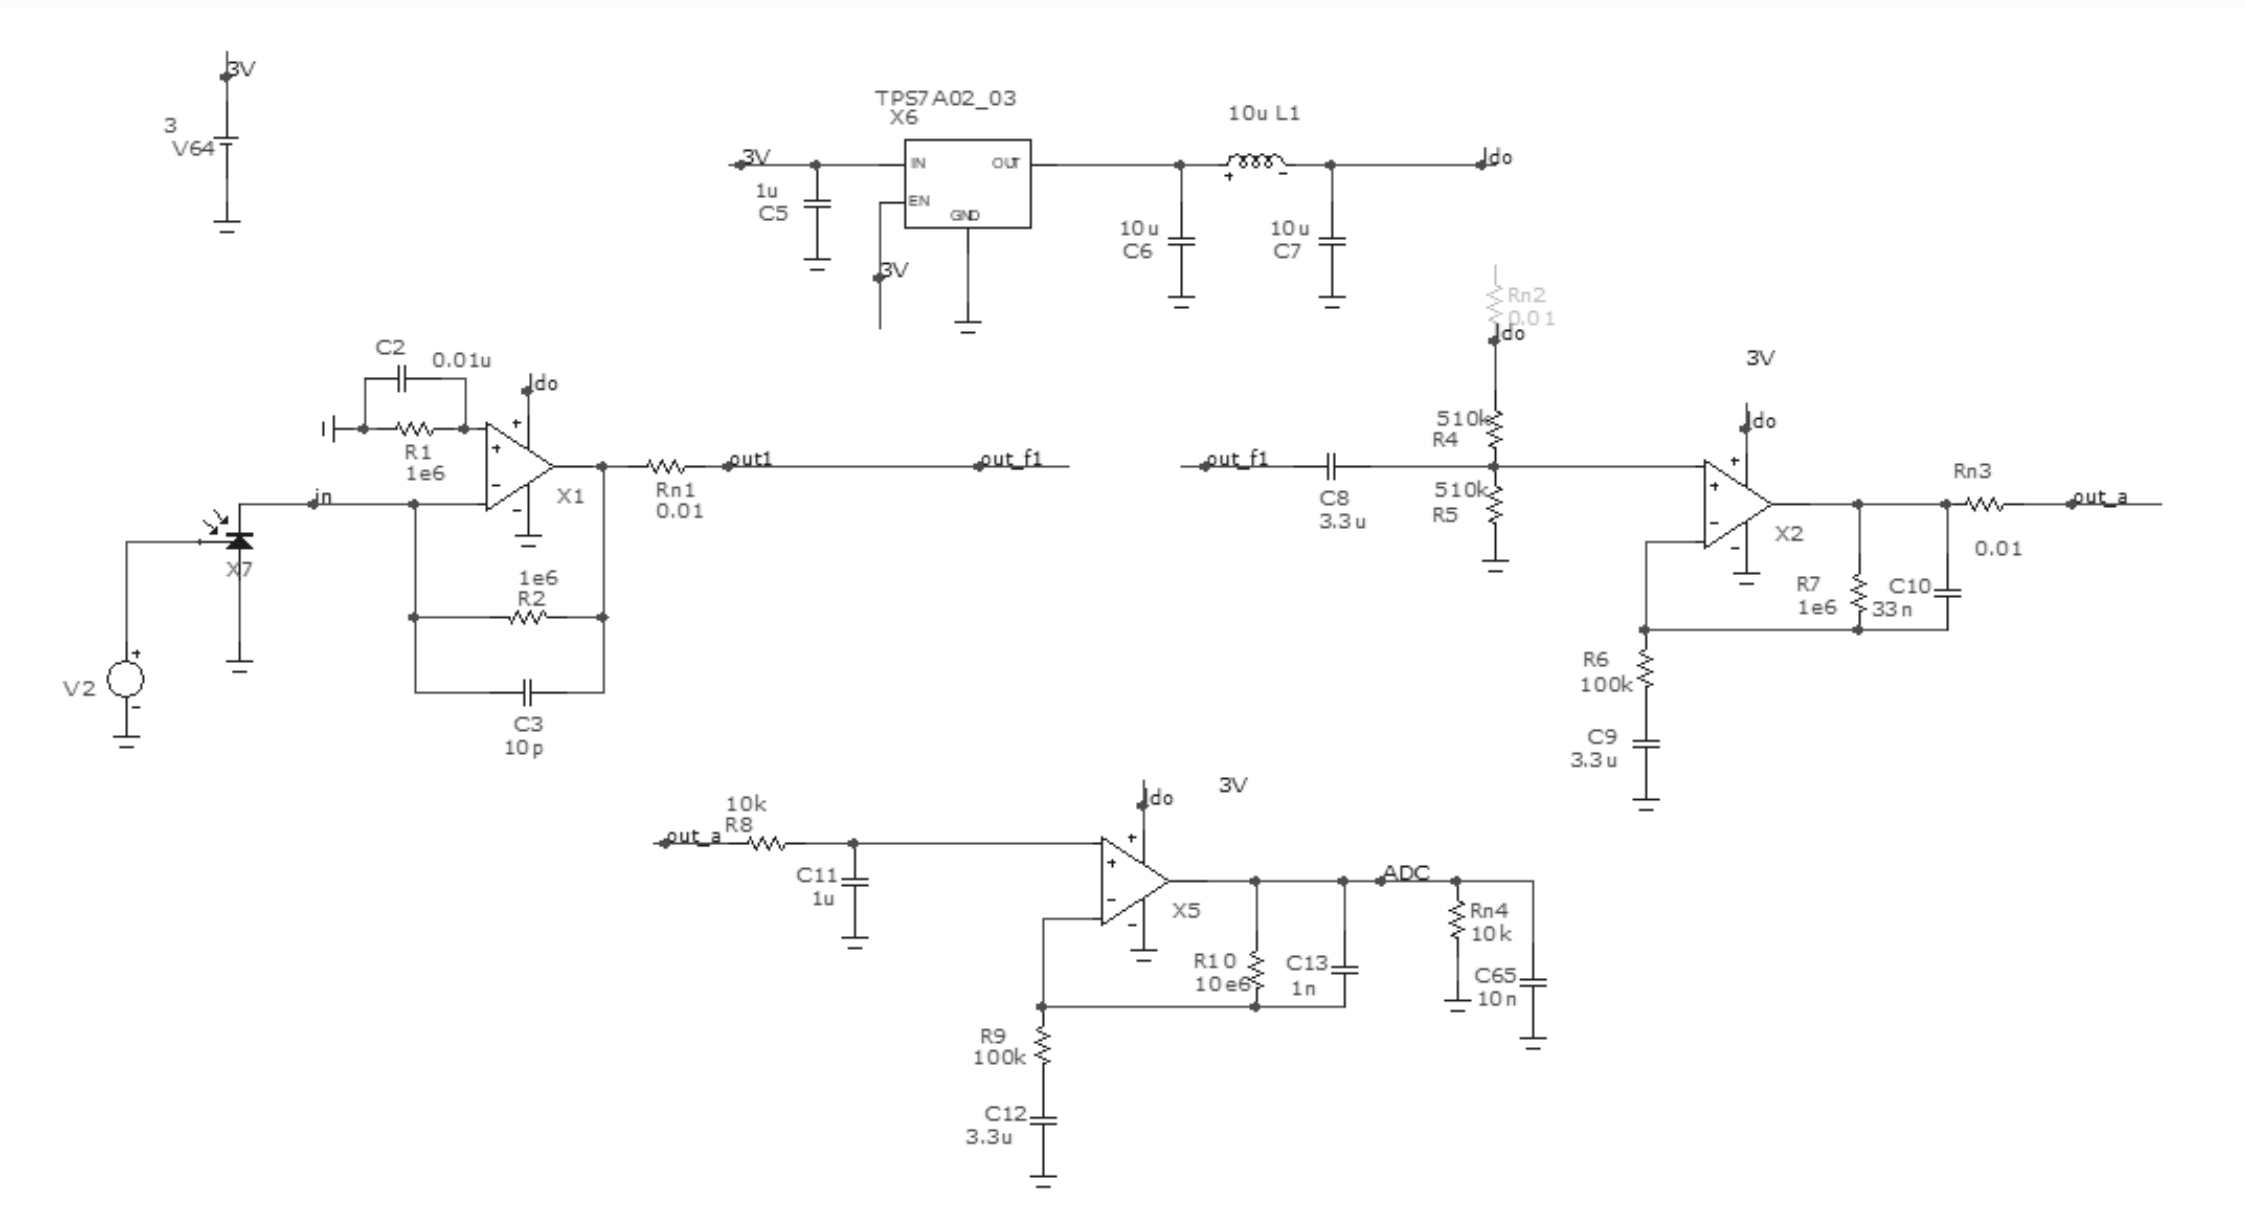 3V
3
V64
TPS7A02_03
X6
3V
IN
OUT
EN
GND
1u
C5
3V
10u L1
+
-
ldo
10u
C6
10u
C7
Rn2
0.01
ldo
C2
0.01u
ldo
R1
1e6
+
+
-
-
X1
in
X7
V2
+
-
1e6
R2
C3
10p
Rn1
0.01
out1
out_f1
out_f1
C8
3.3u
510k
R4
510k
R5
3V
ldo
+
+
-
-
X2
Rn3
0.01
out_a
R7
1e6
C10
33n
R6
100k
C9
3.3u
out_a
10k
R8
C11
1u
ldo
3V
+
+
-
-
X5
ADC
R10
10e6
C13
1n
Rn4
10k
C65
10n
R9
100k
C12
3.3u